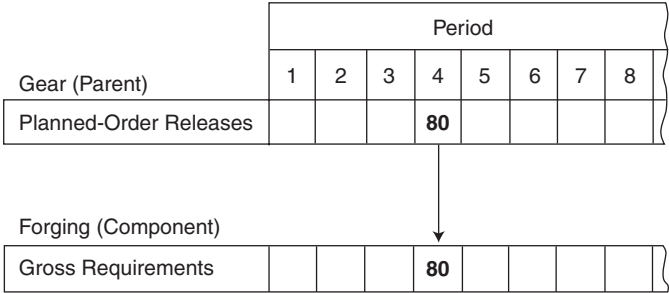 Period
Gear (Parent) 1 2 3 4 5 6 7 8
Planned-Order Releases 80
Forging (Component)
Gross Requirements 80